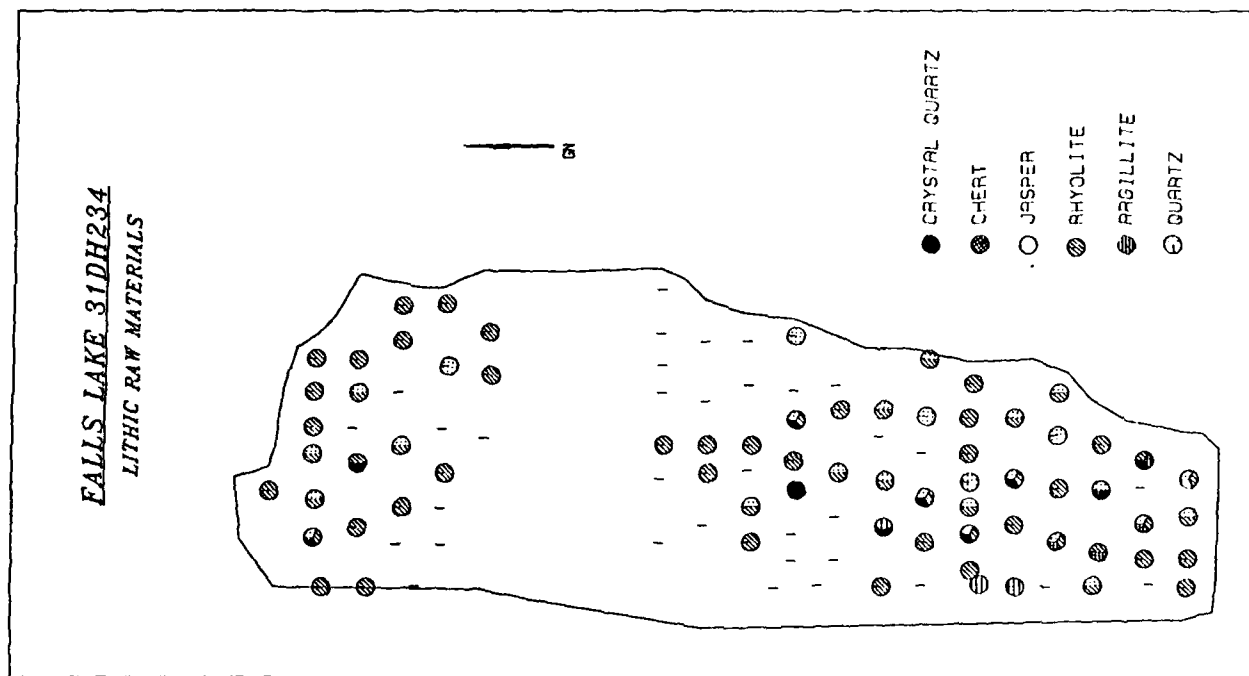 FALLS LAKE 31DH234
LITHIC RAW MATERIALS
GN
CRYSTAL QUARTZ
CHERT
JASPER
RHYOLITE
ARGILLITE
QUARTZ